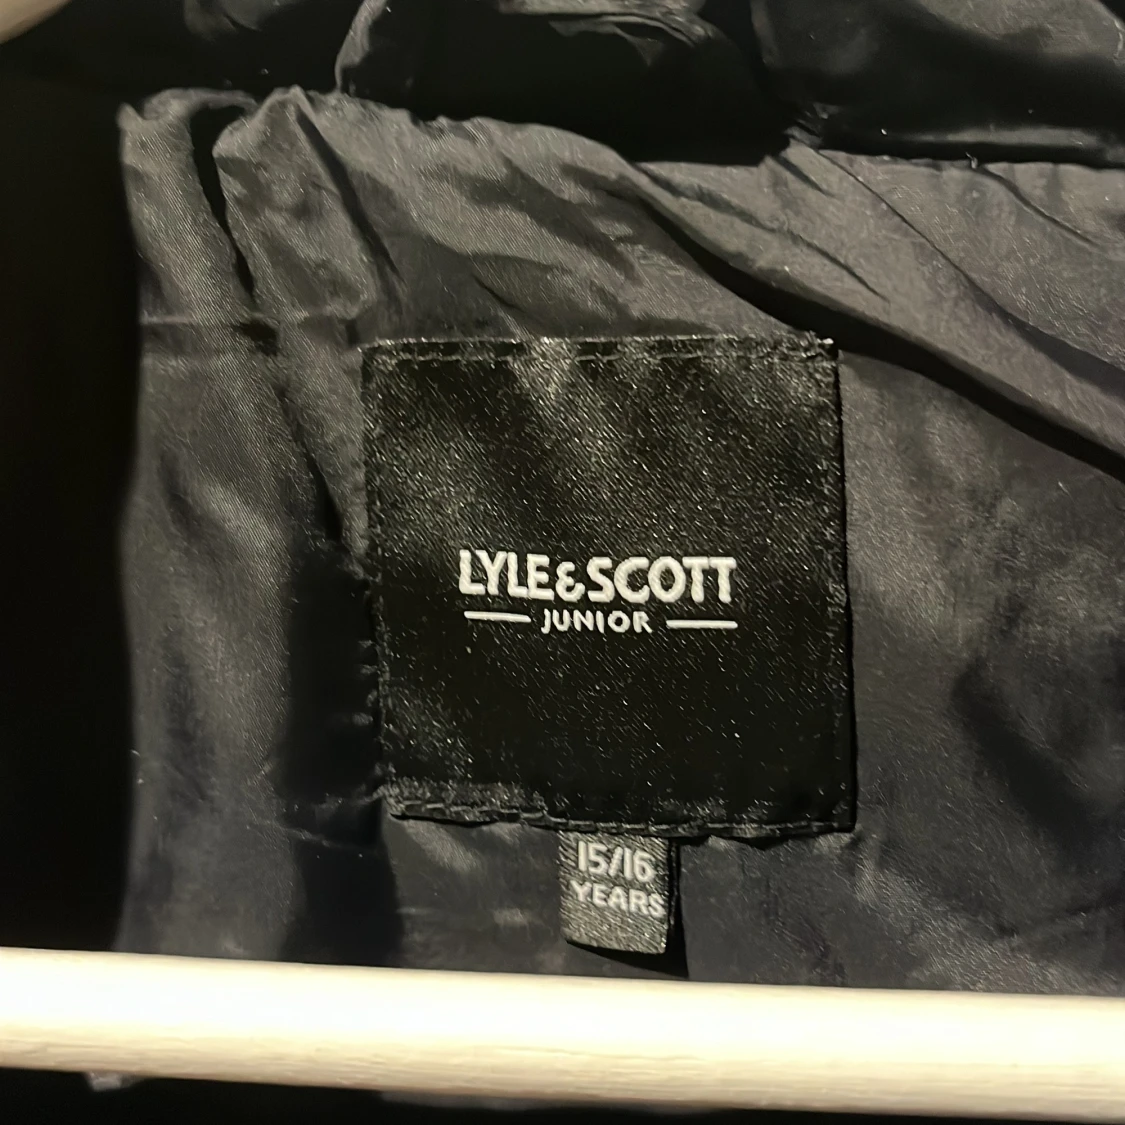 LYLE&SCOTT
JUNIOR
15/16
YEARS